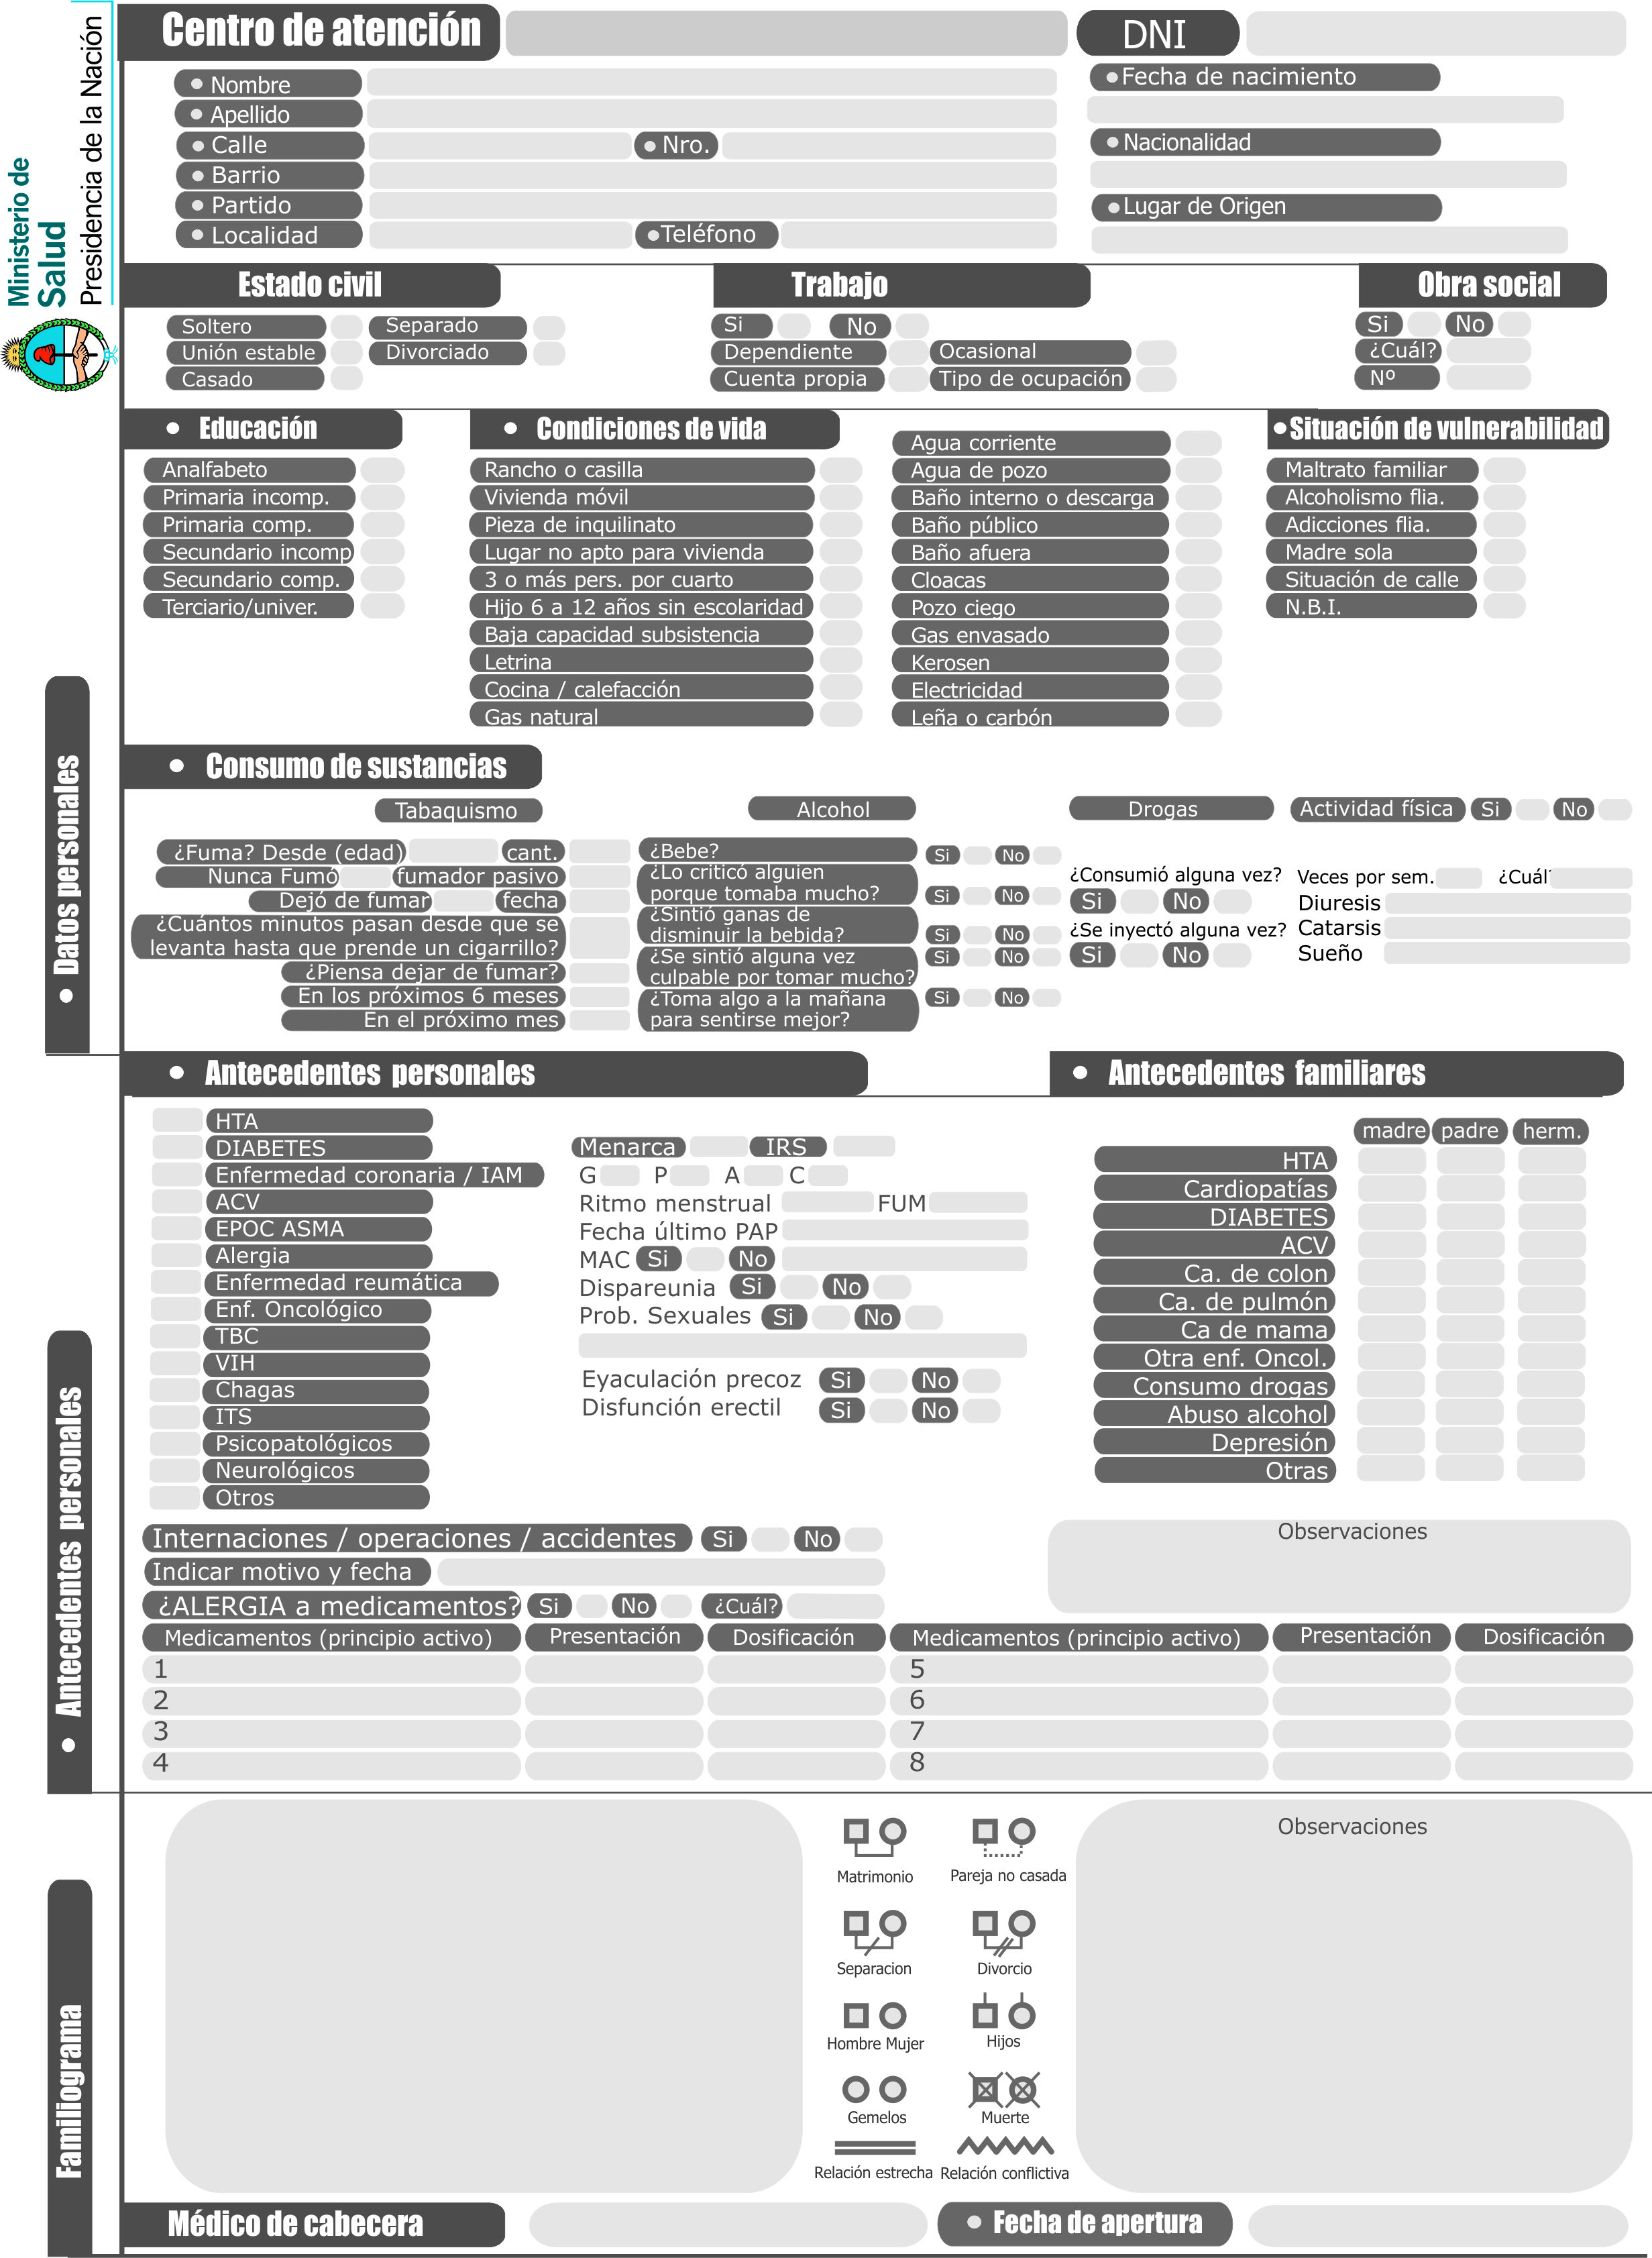 Ministerio de
Salud
Presidencia de la Nación
Centro de atención
DNI
Nombre
Apellido
Calle
Nro.
Barrio
Partido
Localidad
Teléfono
Fecha de nacimiento
Nacionalidad
Lugar de Origen
Estado civil
Soltero
Separado
Unión estable
Divorciado
Casado
Trabajo
Si
No
Dependiente
Ocasional
Cuenta propia
Tipo de ocupación
Obra social
Si
No
¿Cuál?
Nº
Datos personales
Educación
Analfabeto
Primaria incomp.
Primaria comp.
Secundario incomp
Secundario comp.
Terciario/univer.
Condiciones de vida
Rancho o casilla
Vivienda móvil
Pieza de inquilinato
Lugar no apto para vivienda
3 o más pers. por cuarto
Hijo 6 a 12 años sin escolaridad
Baja capacidad subsistencia
Letrina
Cocina / calefacción
Gas natural
Agua corriente
Agua de pozo
Baño interno o descarga
Baño público
Baño afuera
Cloacas
Pozo ciego
Gas envasado
Kerosen
Electricidad
Leña o carbón
Situación de vulnerabilidad
Maltrato familiar
Alcoholismo flia.
Adicciones flia.
Madre sola
Situación de calle
N.B.I.
Consumo de sustancias
Tabaquismo
¿Fuma? Desde (edad)
cant.
Nunca Fumó
fumador pasivo
Dejó de fumar
fecha
¿Cuántos minutos pasan desde que se
levanta hasta que prende un cigarrillo?
¿Piensa dejar de fumar?
En los próximos 6 meses
En el próximo mes
Alcohol
¿Bebe?
Si
No
¿Lo criticó alguien
porque tomaba mucho?
Si
No
¿Sintió ganas de
disminuir la bebida?
Si
No
¿Se sintió alguna vez
culpable por tomar mucho?
Si
No
¿Toma algo a la mañana
para sentirse mejor?
Si
No
Drogas
¿Consumió alguna vez?
Si
No
¿Se inyectó alguna vez?
Si
No
Actividad física
Si
No
Veces por sem.
¿Cuál?
Diuresis
Catarsis
Sueño
Antecedentes personales
Antecedentes personales
HTA
DIABETES
Enfermedad coronaria / IAM
ACV
EPOC ASMA
Alergia
Enfermedad reumática
Enf. Oncológico
TBC
VIH
Chagas
ITS
Psicopatológicos
Neurológicos
Otros
Menarca
IRS
G
P
A
C
Ritmo menstrual
FUM
Fecha último PAP
MAC
Si
No
Dispareunia
Si
No
Prob. Sexuales
Si
No
Eyaculación precoz
Si
No
Disfunción erectil
Si
No
Antecedentes familiares
madre
padre
herm.
HTA
Cardiopatías
DIABETES
ACV
Ca. de colon
Ca. de pulmón
Ca de mama
Otra enf. Oncol.
Consumo drogas
Abuso alcohol
Depresión
Otras
Internaciones / operaciones / accidentes
Si
No
Indicar motivo y fecha
¿ALERGIA a medicamentos?
Si
No
¿Cuál?
Observaciones
Medicamentos (principio activo)
Presentación
Dosificación
Medicamentos (principio activo)
Presentación
Dosificación
1
5
2
6
3
7
4
8
Familiograma
Matrimonio
Pareja no casada
Separacion
Divorcio
Hombre Mujer
Hijos
Gemelos
Muerte
Relación estrecha
Relación conflictiva
Observaciones
Médico de cabecera
Fecha de apertura